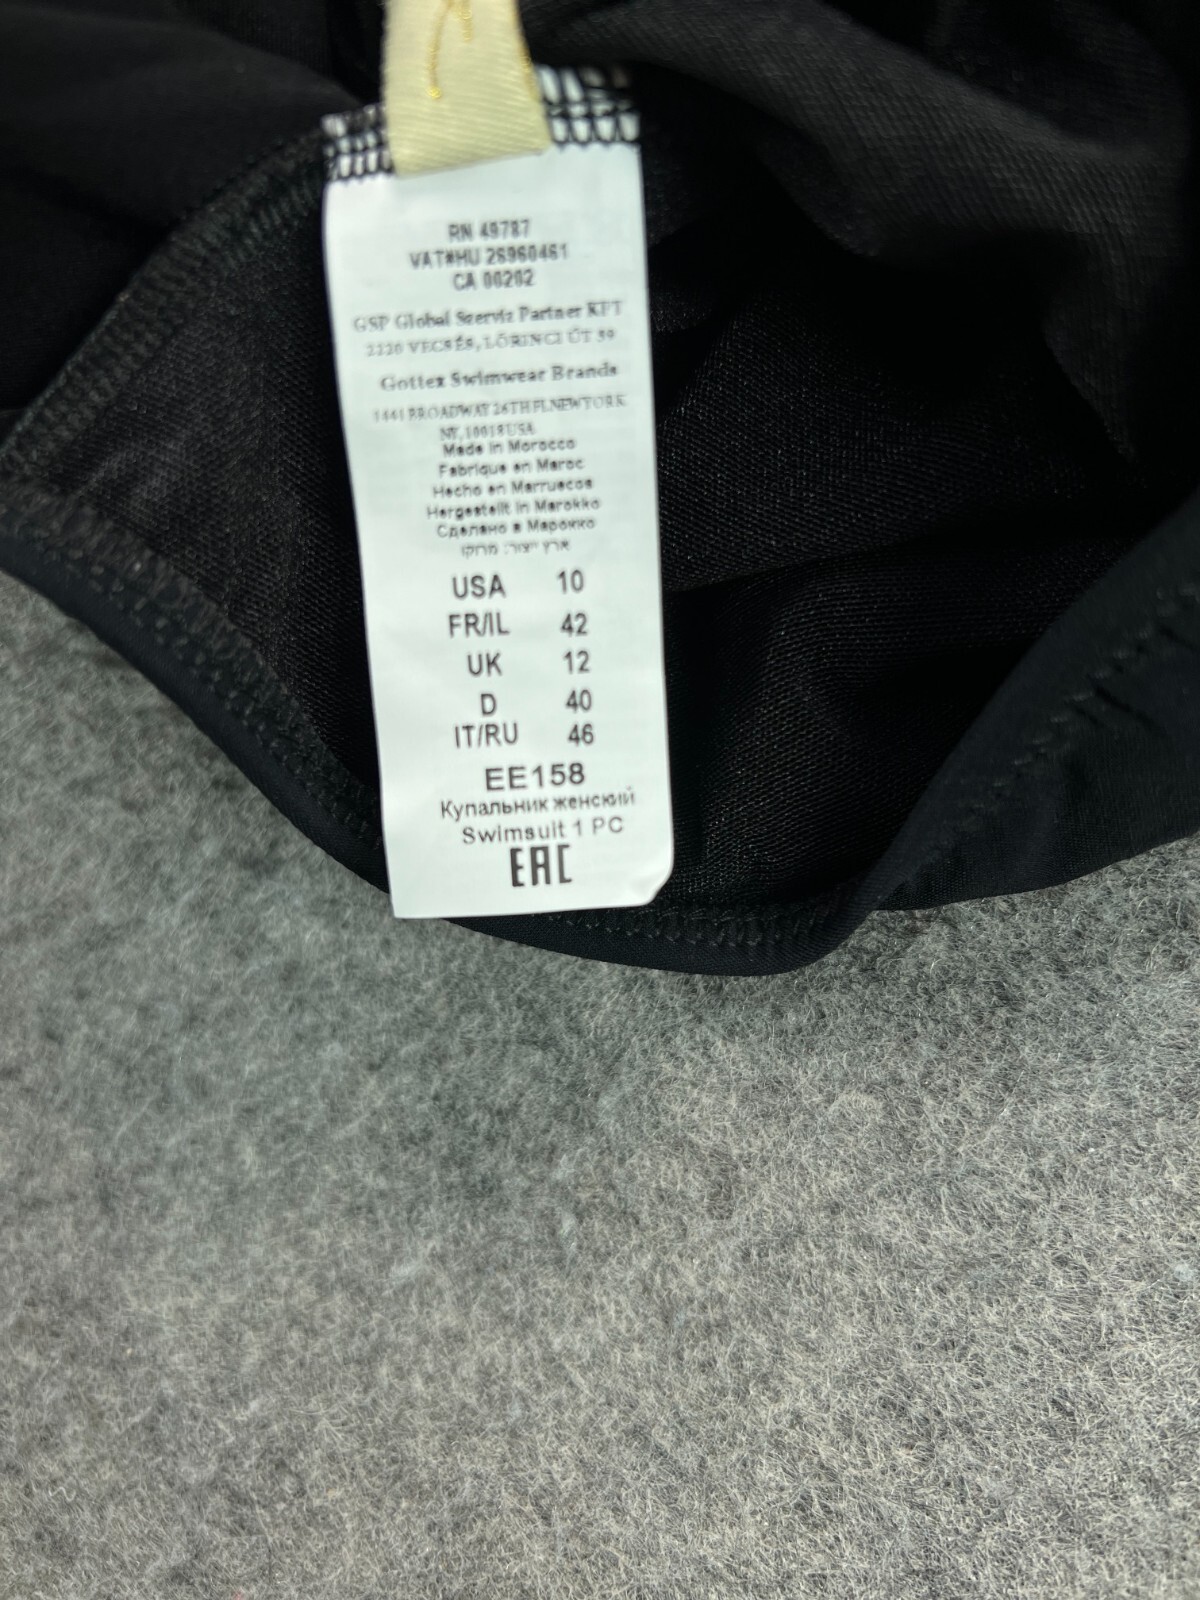 RN 49787
VAT#HU 26960461
CA 00202
GSP Global Szerviz Partner KFT
2220 VECSÉS, LŐRINCI ÚT 59
Gottex Swimwear Brands
1441 BROADWAY 26TH FL NEW YORK
NY, 10018 USA
Made in Morocco
Fabrique en Maroc
Hecho en Marruecos
Hergestellt in Marokko
Сделано в Марокко
ארץ ייצור: מרוקו
USA 10
FR/IL 42
UK 12
D 40
IT/RU 46
EE158
Купальник женский
Swimsuit 1 PC
EAC